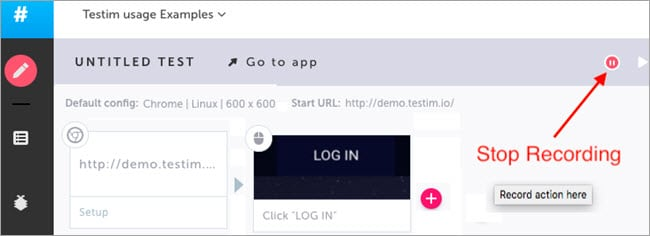 #
Testim usage Examples
UNTITLED TEST Go to app
Default config: Chrome | Linux | 600 x 600 Start URL: http://demo.testim.io/
LOG IN
http://demo.testim....
Setup
Click "LOG IN"
Stop Recording
Record action here